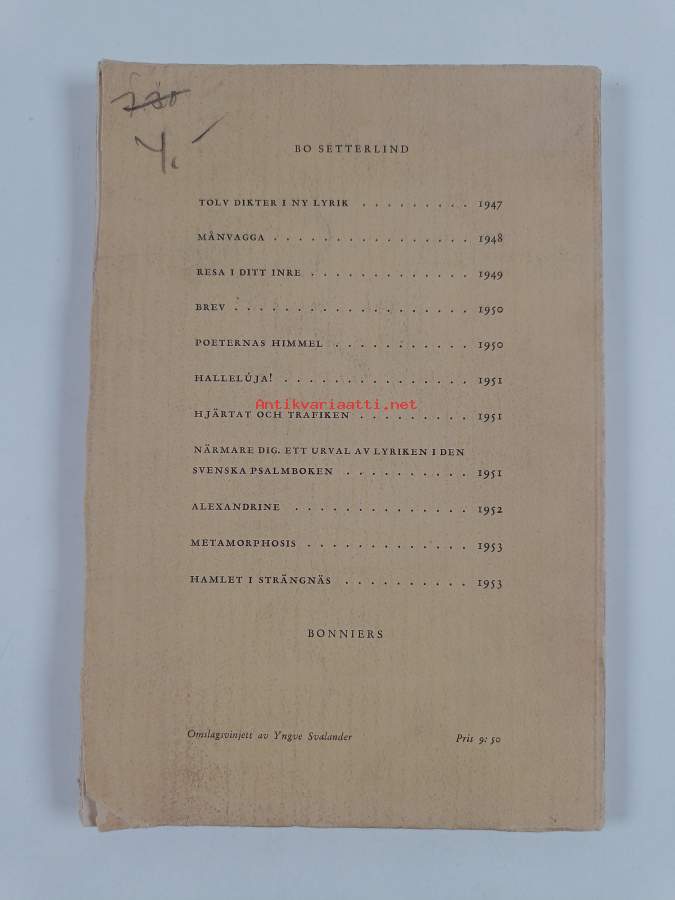 4.
BO SETTERLIND
TOLV DIKTER I NY LYRIK . . . . . . . . . 1947
MÅNVAGGA . . . . . . . . . . . . . . . . 1948
RESA I DITT INRE . . . . . . . . . . . . . 1949
BREV . . . . . . . . . . . . . . . . . . . 1950
POETERNAS HIMMEL . . . . . . . . . . . 1950
HALLELÚJA! . . . . . . . . . . . . . . . 1951
Antikvariaatti.net
HJÄRTAT OCH TRAFIKEN . . . . . . . . . 1951
NÄRMARE DIG. ETT URVAL AV LYRIKEN I DEN
SVENSKA PSALMBOKEN . . . . . . . . . . 1951
ALEXANDRINE . . . . . . . . . . . . . . 1952
METAMORPHOSIS . . . . . . . . . . . . . 1953
HAMLET I STRÄNGNÄS . . . . . . . . . . 1953
BONNIERS
Omslagsvinjett av Yngve Svalander Pris 9: 50